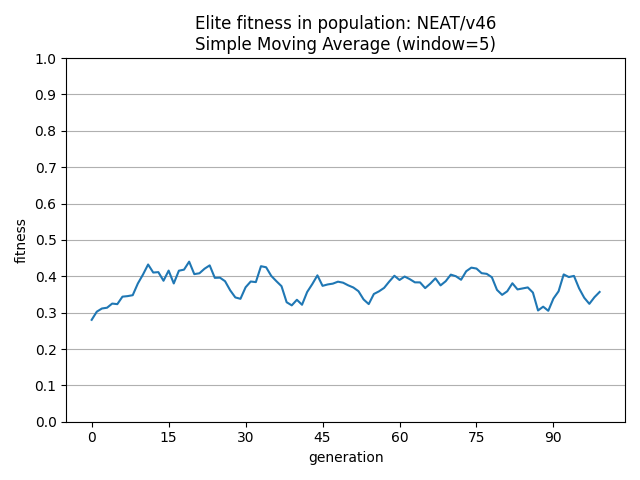 Elite fitness in population: NEAT/v46
Simple Moving Average (window=5)
1.0
0.9
0.8
0.7
0.6
0.5
0.4
0.3
0.2
0.1
0.0
fitness
0 15 30 45 60 75 90
generation